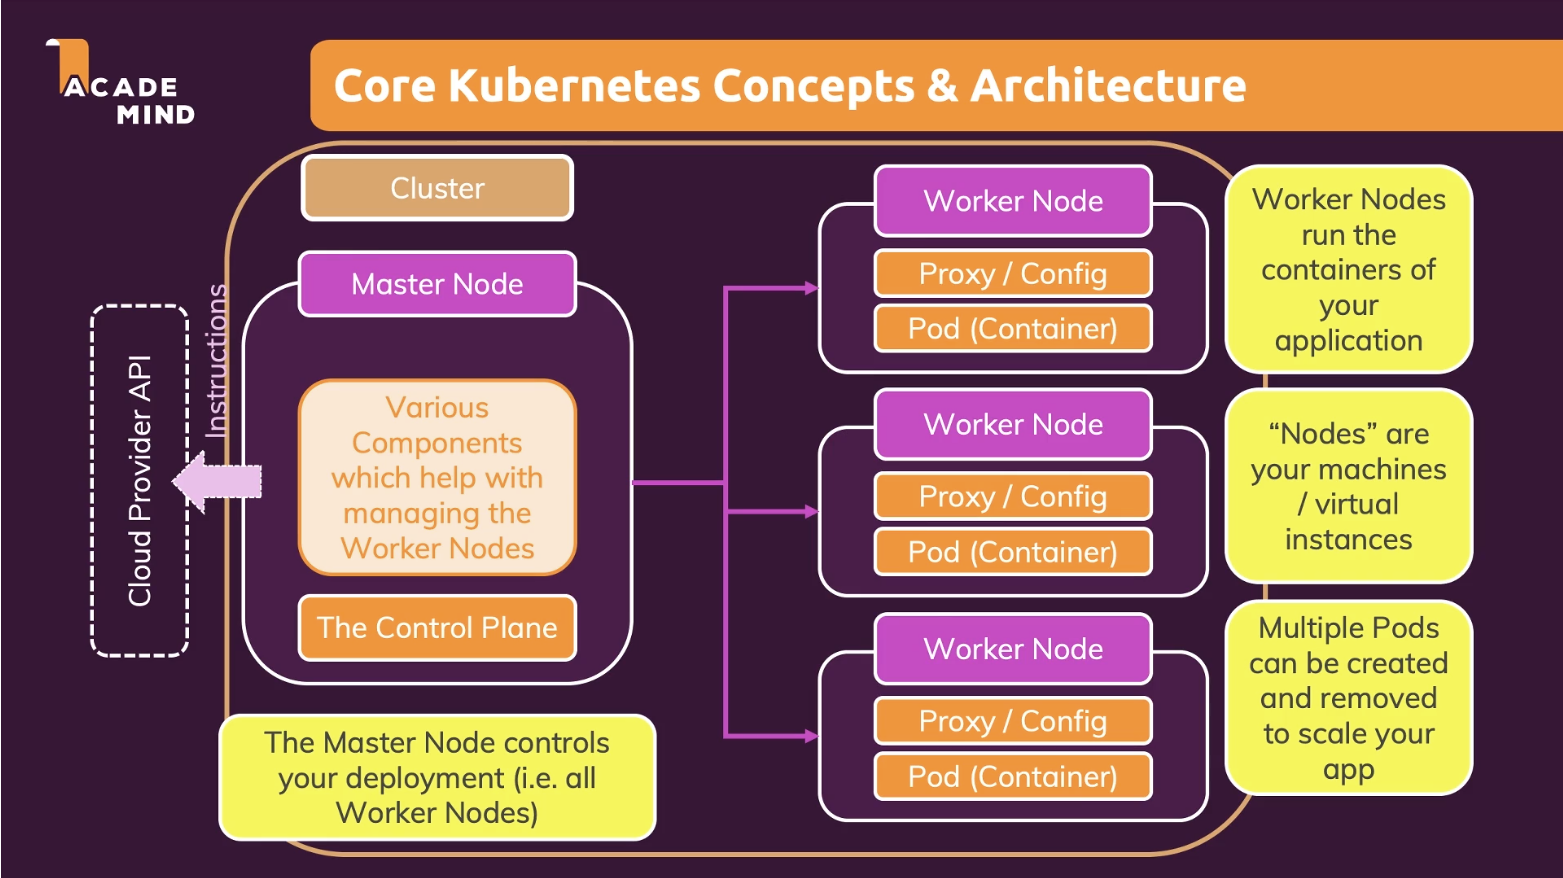 ACADE
MIND
Core Kubernetes Concepts & Architecture
Cluster
Master Node
Various
Components
which help with
managing the
Worker Nodes
The Control Plane
The Master Node controls
your deployment (i.e. all
Worker Nodes)
Cloud Provider API
Instructions
Worker Node
Proxy / Config
Pod (Container)
Worker Node
Proxy / Config
Pod (Container)
Worker Node
Proxy / Config
Pod (Container)
Worker Nodes
run the
containers of
your
application
“Nodes” are
your machines
/ virtual
instances
Multiple Pods
can be created
and removed
to scale your
app